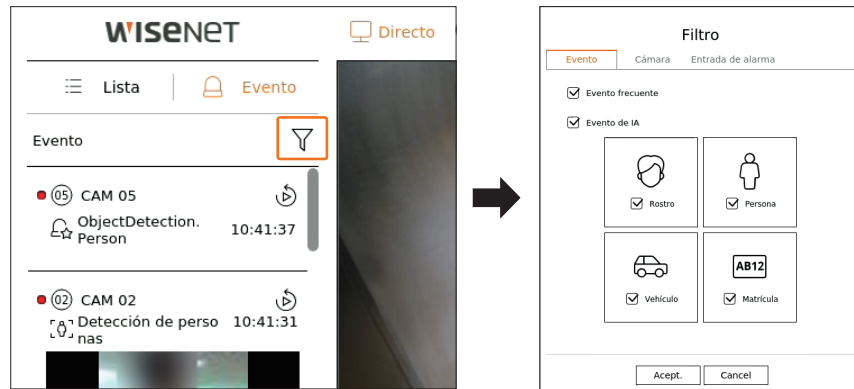 WISENET
Directo
Lista
Evento
Evento
05 CAM 05
ObjectDetection.
Person
10:41:37
02 CAM 02
Detección de perso
nas
10:41:31
Filtro
Evento Cámara Entrada de alarma
Evento frecuente
Evento de IA
Rostro
Persona
AB12
Vehículo
Matrícula
Acept. Cancel